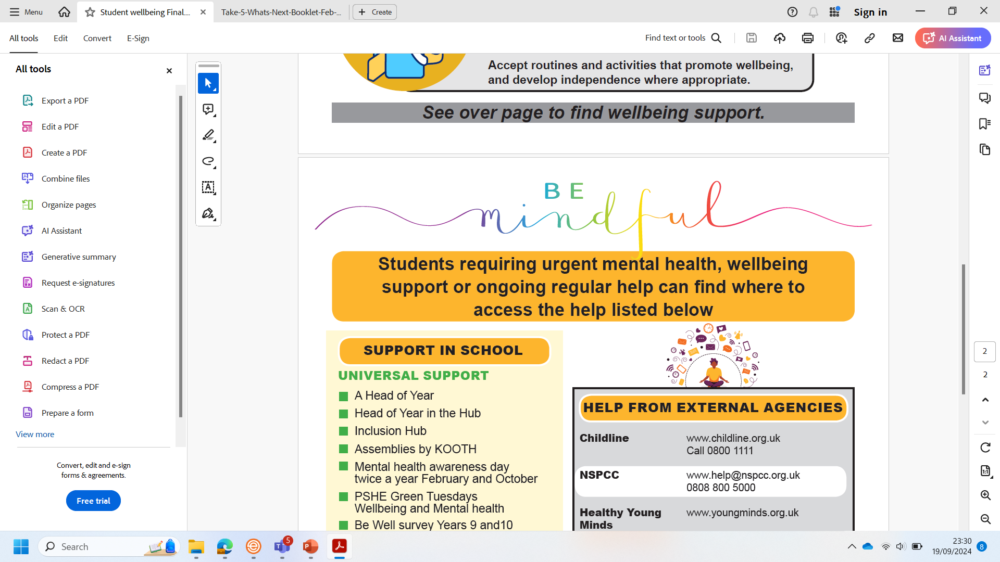 Menu
Student wellbeing Final....
Take-5-Whats-Next-Booklet-Feb-...
Create
Sign in
All tools
Edit
Convert
E-Sign
Find text or tools
AI Assistant
All tools
Export a PDF
Edit a PDF
Create a PDF
Combine files
Organize pages
AI Assistant
Generative summary
Request e-signatures
Scan & OCR
Protect a PDF
Redact a PDF
Compress a PDF
Prepare a form
View more
Convert, edit and e-sign
forms & agreements.
Free trial
Accept routines and activities that promote wellbeing,
and develop independence where appropriate.
See over page to find wellbeing support.
BE
mindful
Students requiring urgent mental health, wellbeing
support or ongoing regular help can find where to
access the help listed below
SUPPORT IN SCHOOL
UNIVERSAL SUPPORT
A Head of Year
Head of Year in the Hub
Inclusion Hub
Assemblies by KOOTH
Mental health awareness day
twice a year February and October
PSHE Green Tuesdays
Wellbeing and Mental health
Be Well survey Years 9 and10
HELP FROM EXTERNAL AGENCIES
Childline www.childline.org.uk
Call 0800 1111
NSPCC www.help@nspcc.org.uk
0808 800 5000
Healthy Young www.youngminds.org.uk
Minds
2
2
1:1
Search
5
23:30
19/09/2024
8